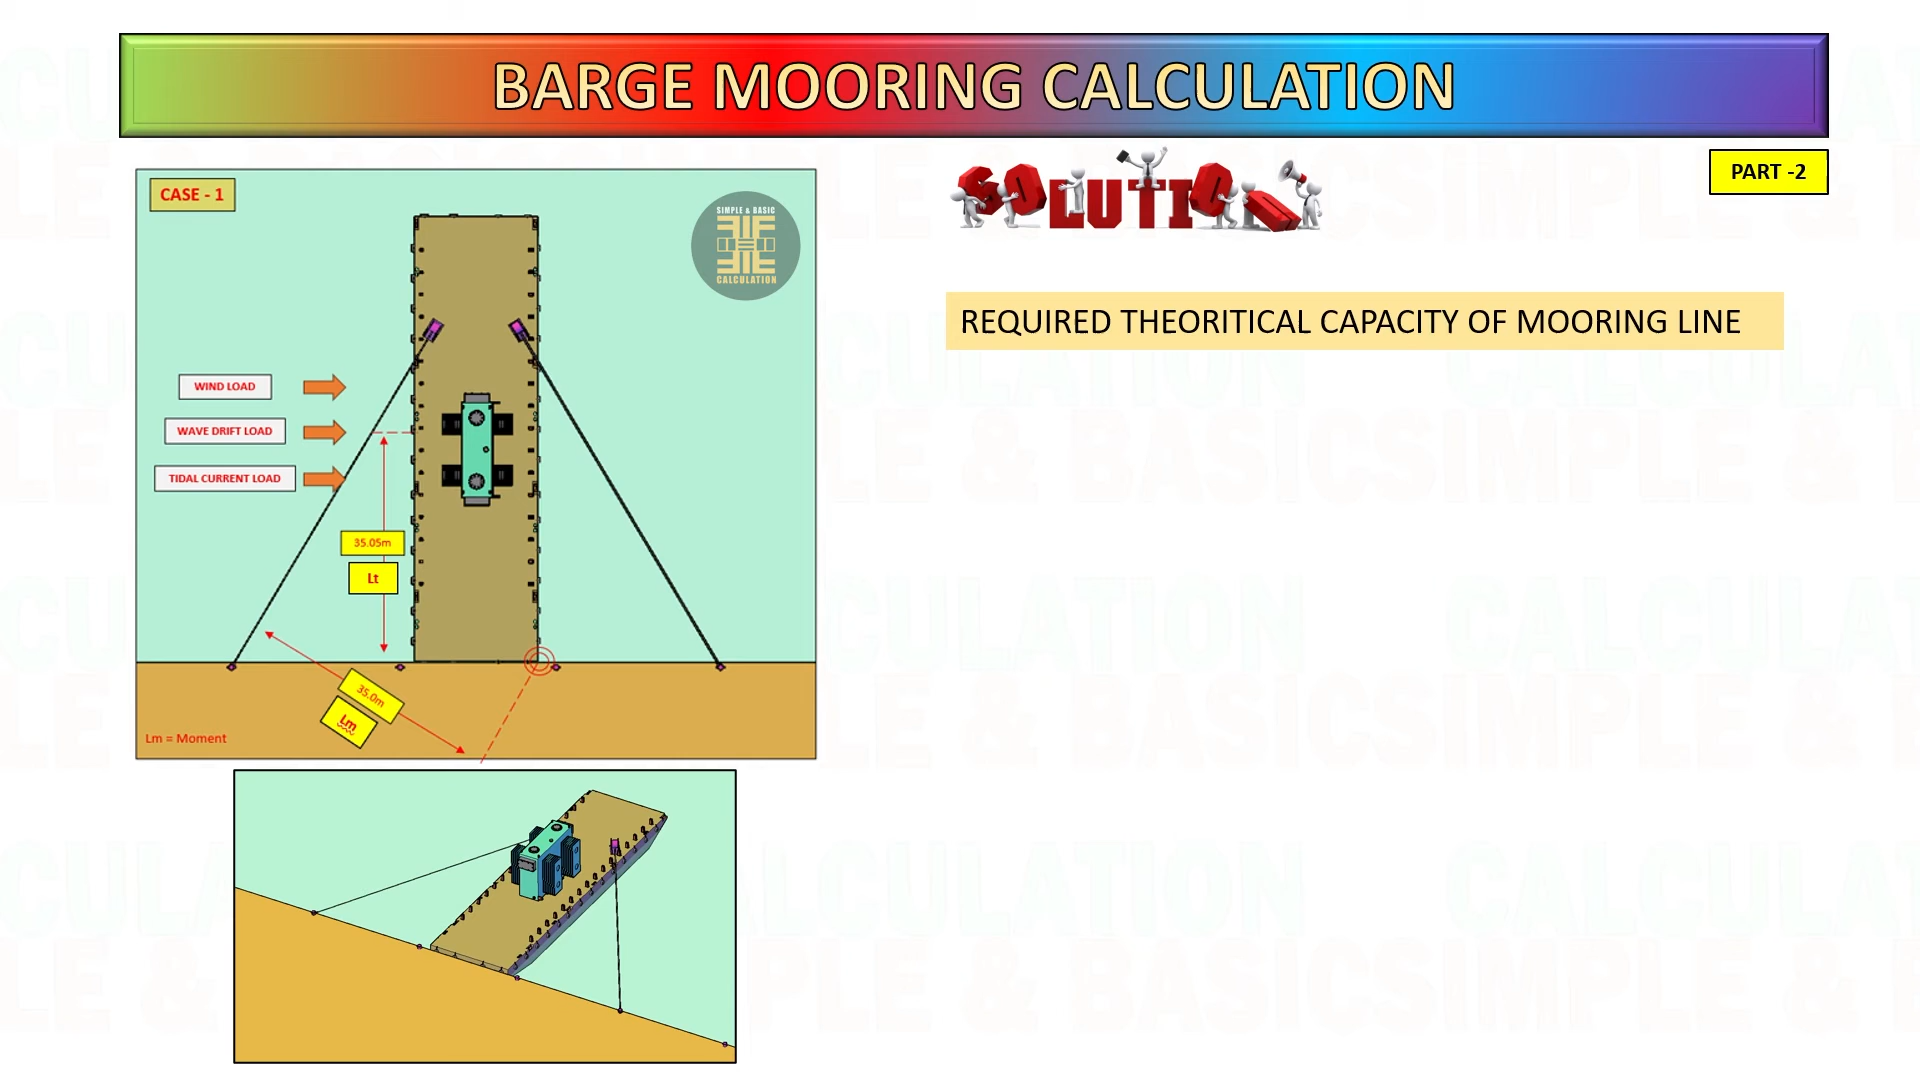 BARGE MOORING CALCULATION
PART -2
CASE - 1
SIMPLE & BASIC
CALCULATION
SOLUTION
REQUIRED THEORITICAL CAPACITY OF MOORING LINE
WIND LOAD
WAVE DRIFT LOAD
TIDAL CURRENT LOAD
35.05m
Lt
35.0m
Lm
Lm = Moment